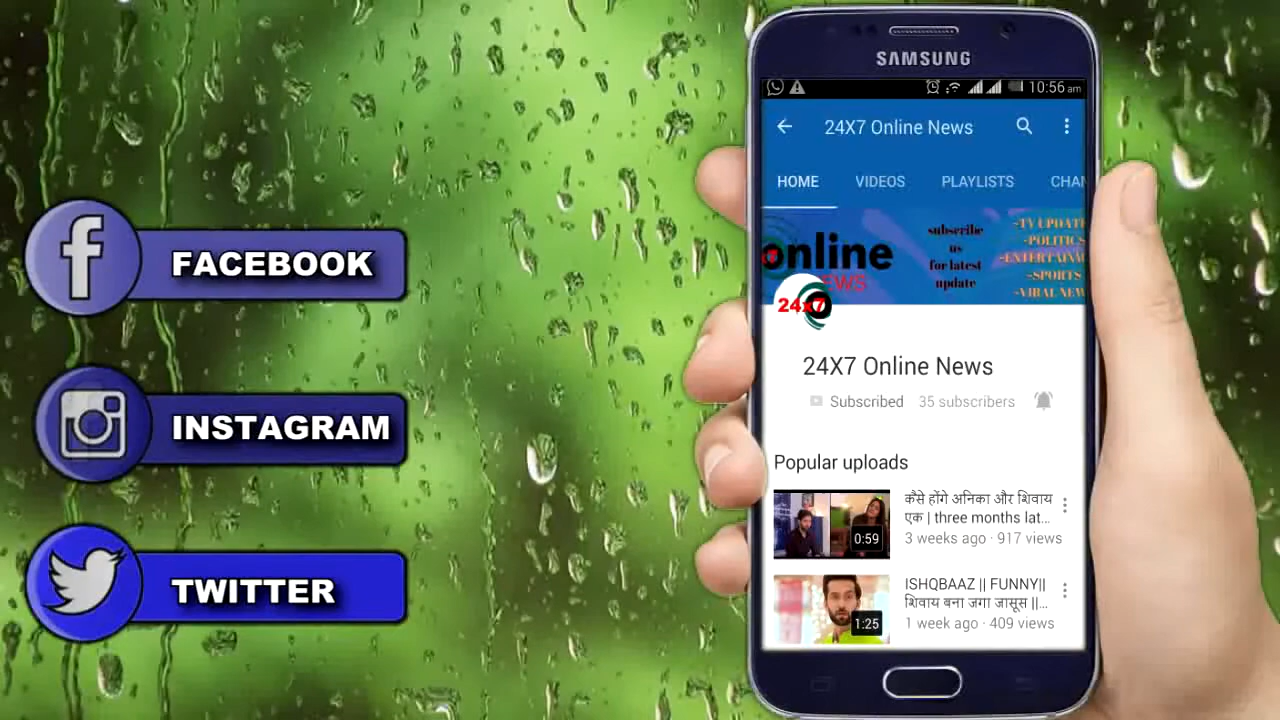 FACEBOOK
INSTAGRAM
TWITTER
SAMSUNG
10:56 am
24X7 Online News
HOME VIDEOS PLAYLISTS CHAN
online
NEWS
24x7
subscribe
us
for latest
update
-TV UPDATE
-POLITICS
-ENTERTAINM
-SPORTS
-VIRAL NEW
24X7 Online News
Subscribed 35 subscribers
Popular uploads
कैसे होंगे अनिका और शिवाय
एक | three months lat...
3 weeks ago · 917 views
0:59
ISHQBAAZ || FUNNY||
शिवाय बना जगा जासूस ||...
1 week ago · 409 views
1:25